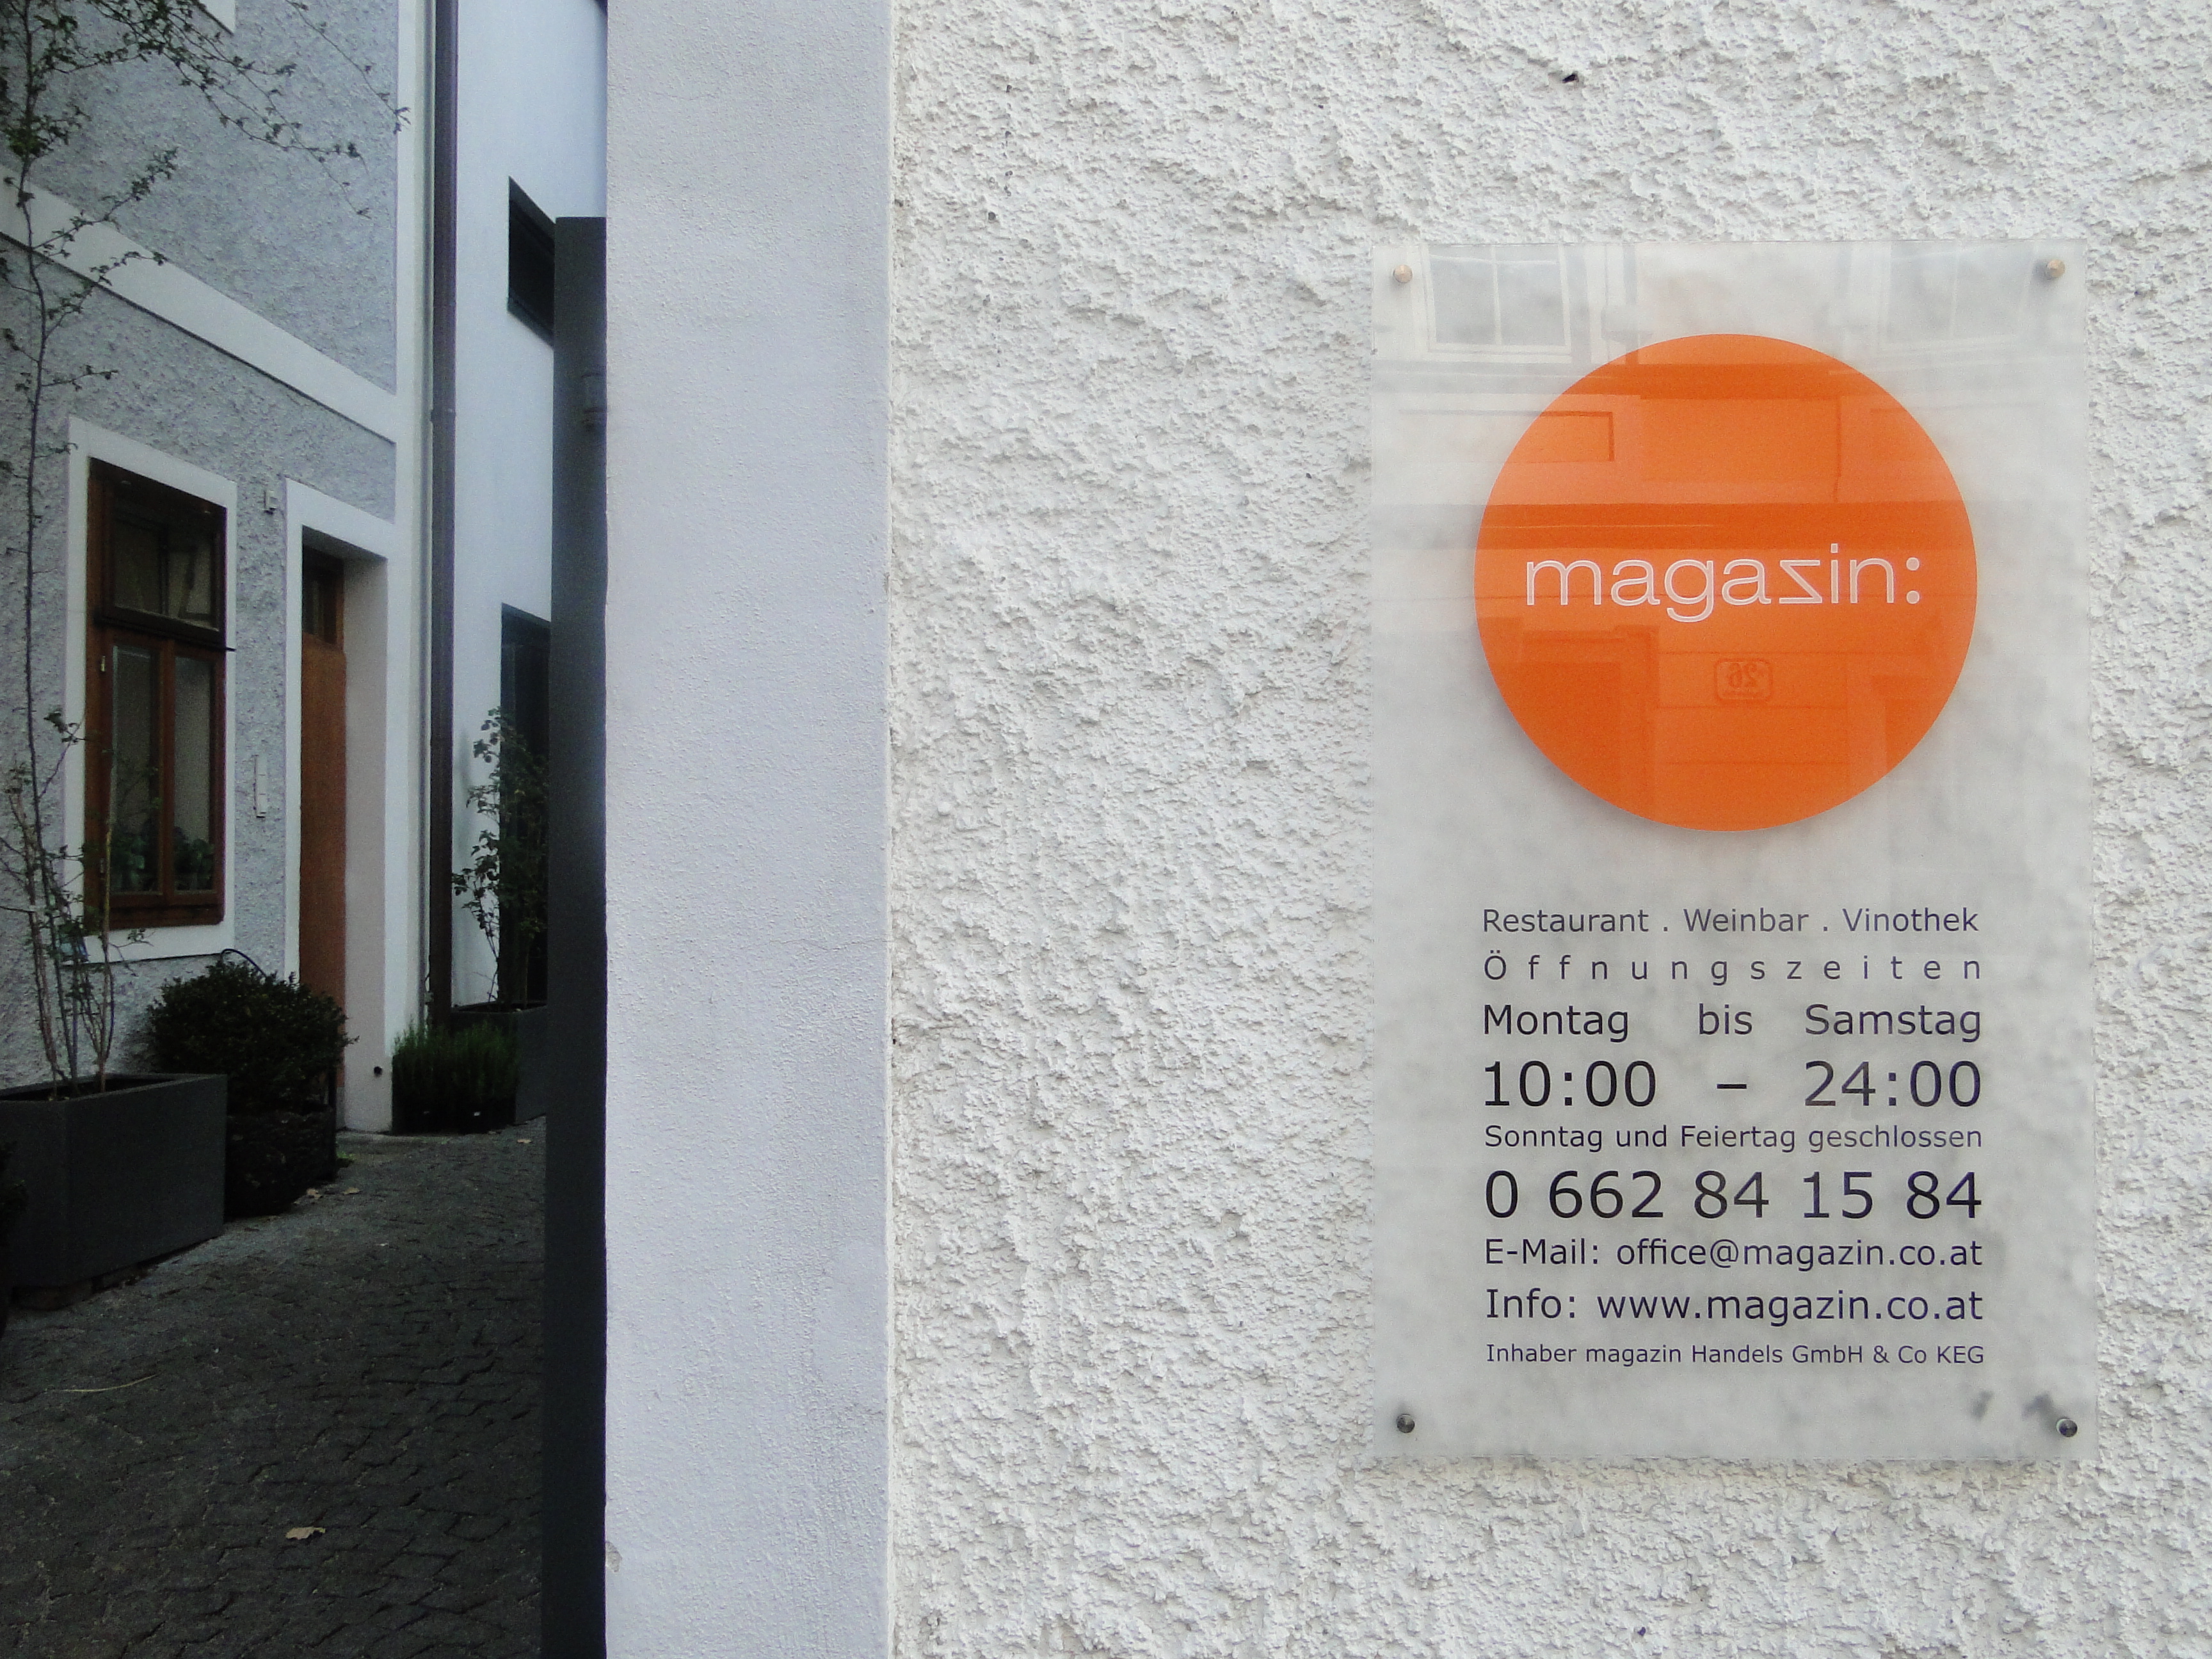 magazin:
Restaurant . Weinbar . Vinothek
Öffnungszeiten
Montag bis Samstag
10:00 – 24:00
Sonntag und Feiertag geschlossen
0 662 84 15 84
E-Mail: office@magazin.co.at
Info: www.magazin.co.at
Inhaber magazin Handels GmbH & Co KEG